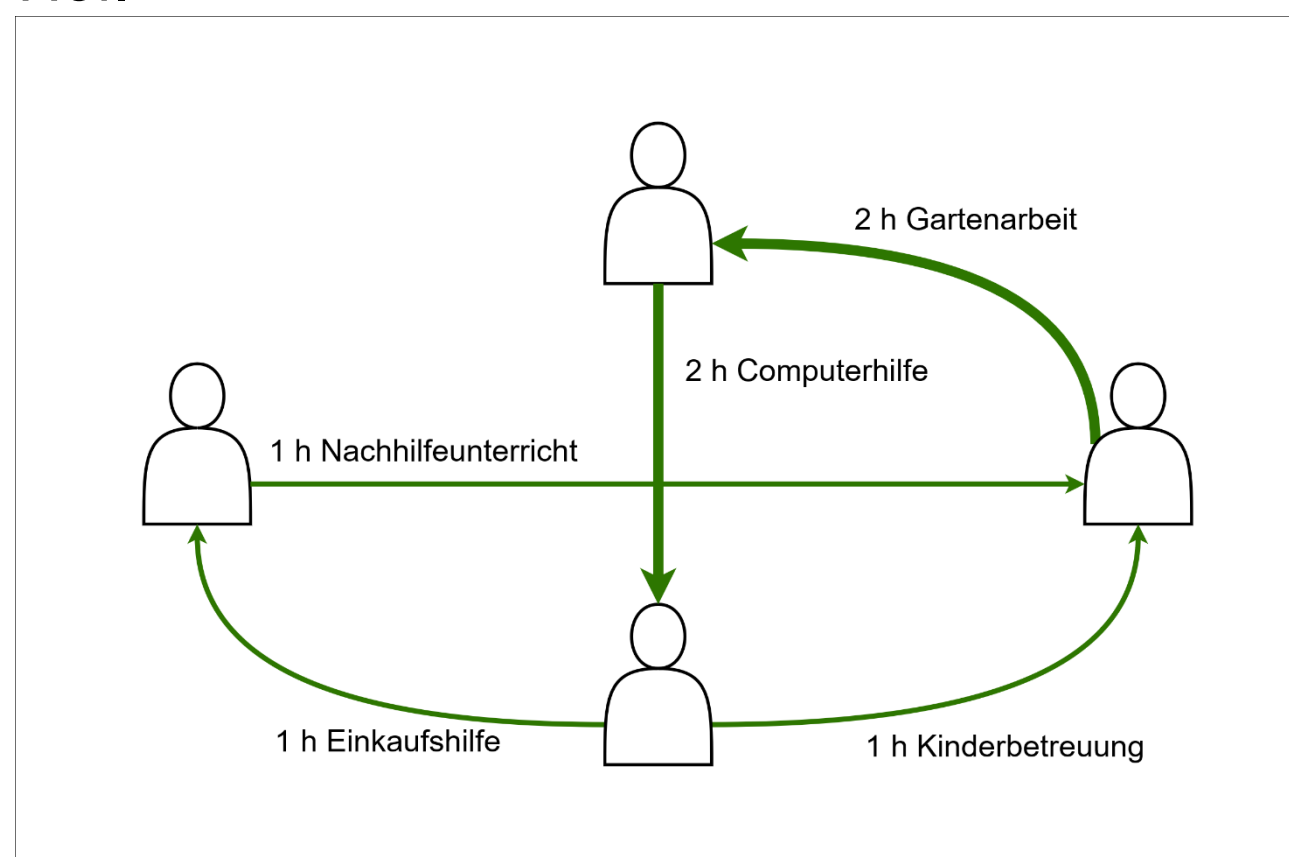 2 h Gartenarbeit
2 h Computerhilfe
1 h Nachhilfeunterricht
1 h Einkaufshilfe
1 h Kinderbetreuung